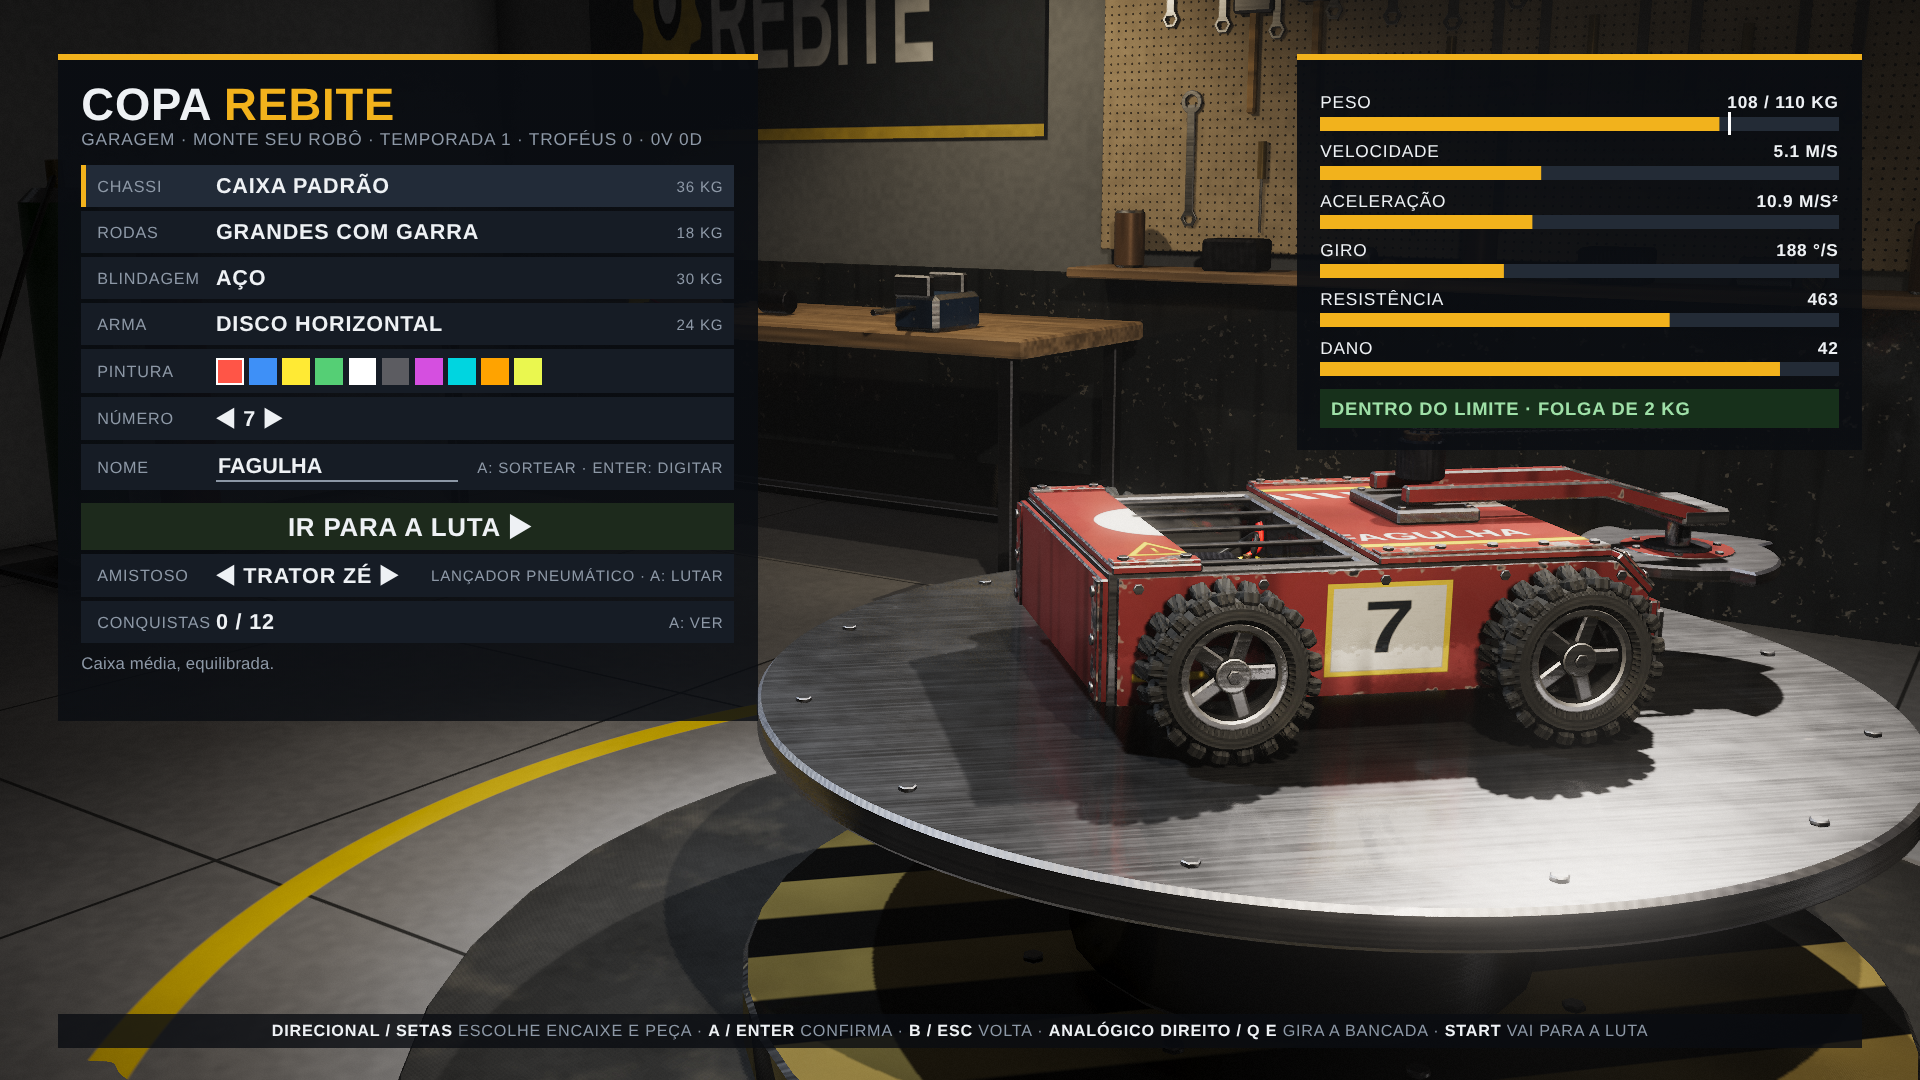 REBITE
COPA REBITE
GARAGEM · MONTE SEU ROBÔ · TEMPORADA 1 · TROFÉUS 0 · 0V 0D
CHASSI CAIXA PADRÃO 36 KG
RODAS GRANDES COM GARRA 18 KG
BLINDAGEM AÇO 30 KG
ARMA DISCO HORIZONTAL 24 KG
PINTURA
NÚMERO ◀ 7 ▶
NOME FAGULHA A: SORTEAR · ENTER: DIGITAR
IR PARA A LUTA ▶
AMISTOSO ◀ TRATOR ZÉ ▶ LANÇADOR PNEUMÁTICO · A: LUTAR
CONQUISTAS 0 / 12 A: VER
Caixa média, equilibrada.
PESO 108 / 110 KG
VELOCIDADE 5.1 M/S
ACELERAÇÃO 10.9 M/S²
GIRO 188 °/S
RESISTÊNCIA 463
DANO 42
DENTRO DO LIMITE · FOLGA DE 2 KG
FAGULHA
7
DIRECIONAL / SETAS ESCOLHE ENCAIXE E PEÇA · A / ENTER CONFIRMA · B / ESC VOLTA · ANALÓGICO DIREITO / Q E GIRA A BANCADA · START VAI PARA A LUTA